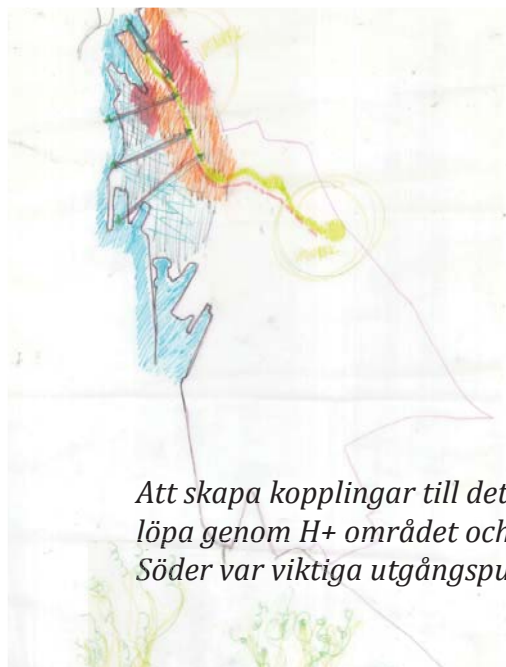 Att skapa kopplingar till det
löpa genom H+ området och
Söder var viktiga utgångspu